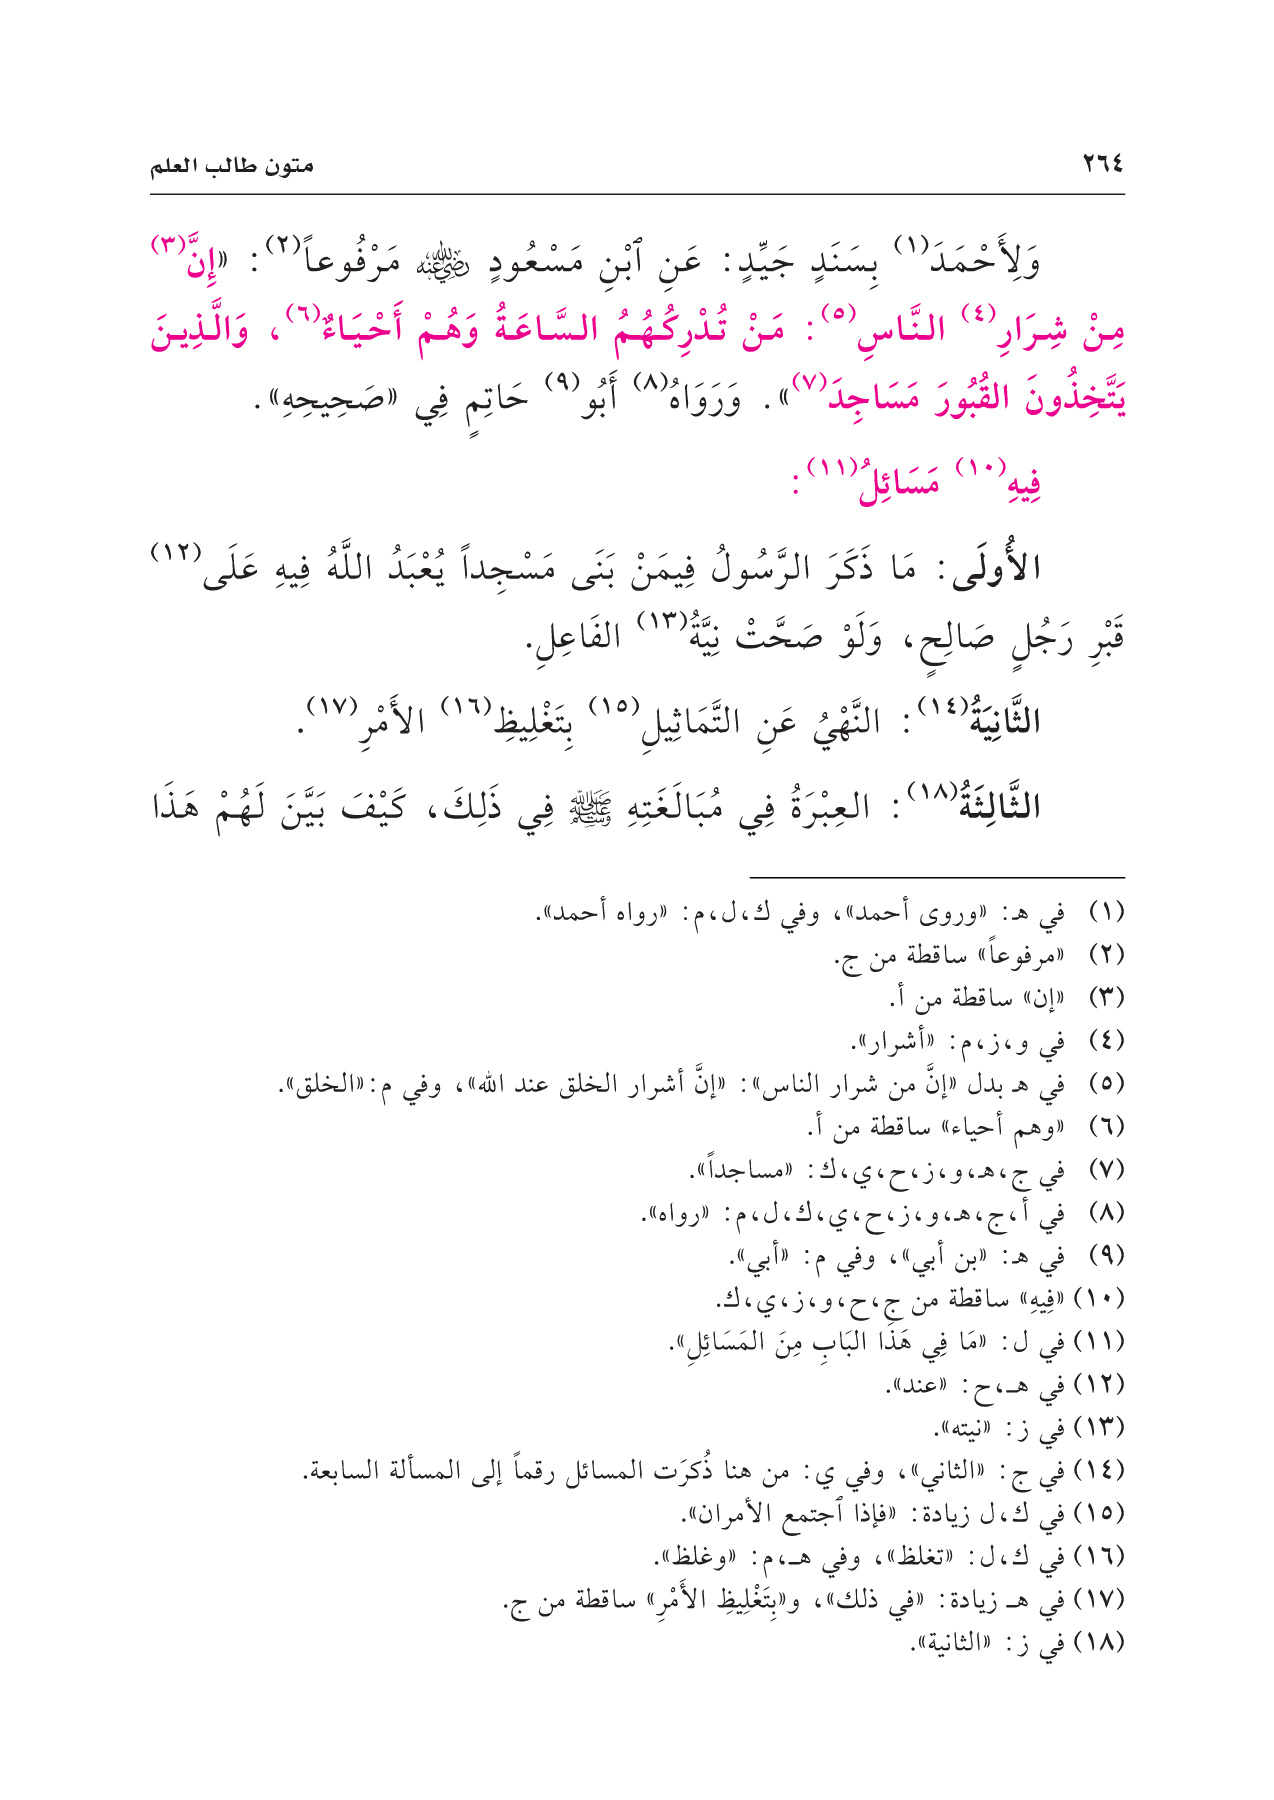 ٢٦٤
متون طالب العلم
وَلِأَحْمَدَ(١) بِسَنَدٍ جَيِّدٍ: عَنِ ٱبْنِ مَسْعُودٍ رضي الله عنه مَرْفُوعاً(٢): «إِنَّ(٣)
مِنْ شِرَارِ(٤) النَّاسِ(٥): مَنْ تُدْرِكُهُمُ السَّاعَةُ وَهُمْ أَحْيَاءٌ(٦)، وَالَّذِينَ
يَتَّخِذُونَ القُبُورَ مَسَاجِدَ(٧)». وَرَوَاهُ(٨) أَبُو(٩) حَاتِمٍ فِي «صَحِيحِهِ».
فِيهِ(١٠) مَسَائِلُ(١١):
الأُولَى: مَا ذَكَرَ الرَّسُولُ فِيمَنْ بَنَى مَسْجِداً يُعْبَدُ اللَّهُ فِيهِ عَلَى(١٢)
قَبْرِ رَجُلٍ صَالِحٍ، وَلَوْ صَحَّتْ نِيَّةُ(١٣) الفَاعِلِ.
الثَّانِيَةُ(١٤): النَّهْيُ عَنِ التَّمَاثِيلِ(١٥) بِتَغْلِيظِ(١٦) الأَمْرِ(١٧).
الثَّالِثَةُ(١٨): العِبْرَةُ فِي مُبَالَغَتِهِ ﷺ فِي ذَلِكَ، كَيْفَ بَيَّنَ لَهُمْ هَذَا
(١) في هـ: «وروى أحمد»، وفي ك،ل،م: «رواه أحمد».
(٢) «مرفوعاً» ساقطة من ج.
(٣) «إن» ساقطة من أ.
(٤) في و،ز،م: «أشرار».
(٥) في هـ بدل «إنَّ من شرار الناس»: «إنَّ أشرار الخلق عند الله»، وفي م:«الخلق».
(٦) «وهم أحياء» ساقطة من أ.
(٧) في ج،هـ،و،ز،ح،ي،ك: «مساجداً».
(٨) في أ،ج،هـ،و،ز،ح،ي،ك،ل،م: «رواه».
(٩) في هـ: «بن أبي»، وفي م: «أبي».
(١٠) «فِيهِ» ساقطة من ج،ح،و،ز،ي،ك.
(١١) في ل: «مَا فِي هَذَا البَابِ مِنَ المَسَائِلِ».
(١٢) في هـ،ح: «عند».
(١٣) في ز: «نيته».
(١٤) في ج: «الثاني»، وفي ي: من هنا ذُكرَت المسائل رقماً إلى المسألة السابعة.
(١٥) في ك،ل زيادة: «فإذا ٱجتمع الأمران».
(١٦) في ك،ل: «تغلظ»، وفي هـ،م: «وغلظ».
(١٧) في هـ زيادة: «في ذلك»، و«بِتَغْلِيظِ الأَمْرِ» ساقطة من ج.
(١٨) في ز: «الثانية».